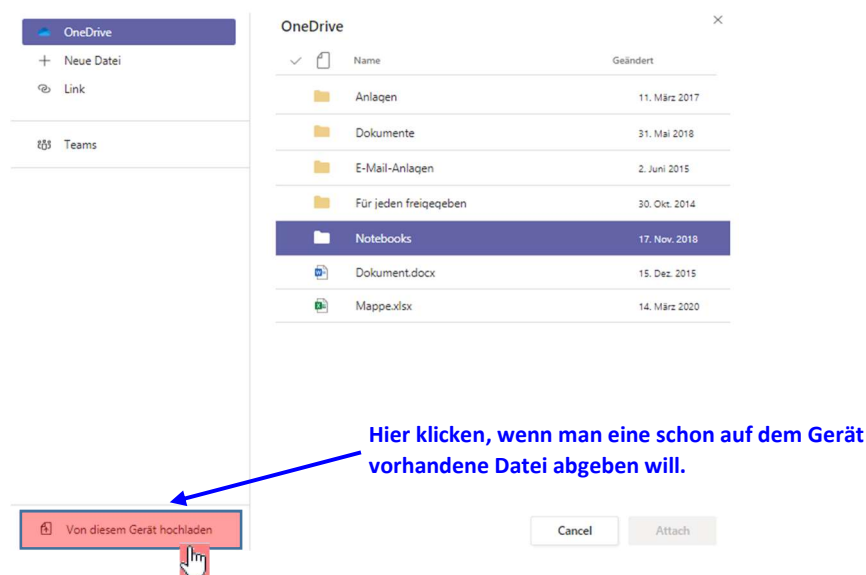 OneDrive
Neue Datei
Link
Teams
OneDrive
Name Geändert
Anlagen 11. März 2017
Dokumente 31. Mai 2018
E-Mail-Anlagen 2. Juni 2015
Für jeden freigegeben 30. Okt. 2014
Notebooks 17. Nov. 2018
Dokument.docx 15. Dez. 2015
Mappe.xlsx 14. März 2020
Hier klicken, wenn man eine schon auf dem Gerät
vorhandene Datei abgeben will.
Von diesem Gerät hochladen
Cancel Attach